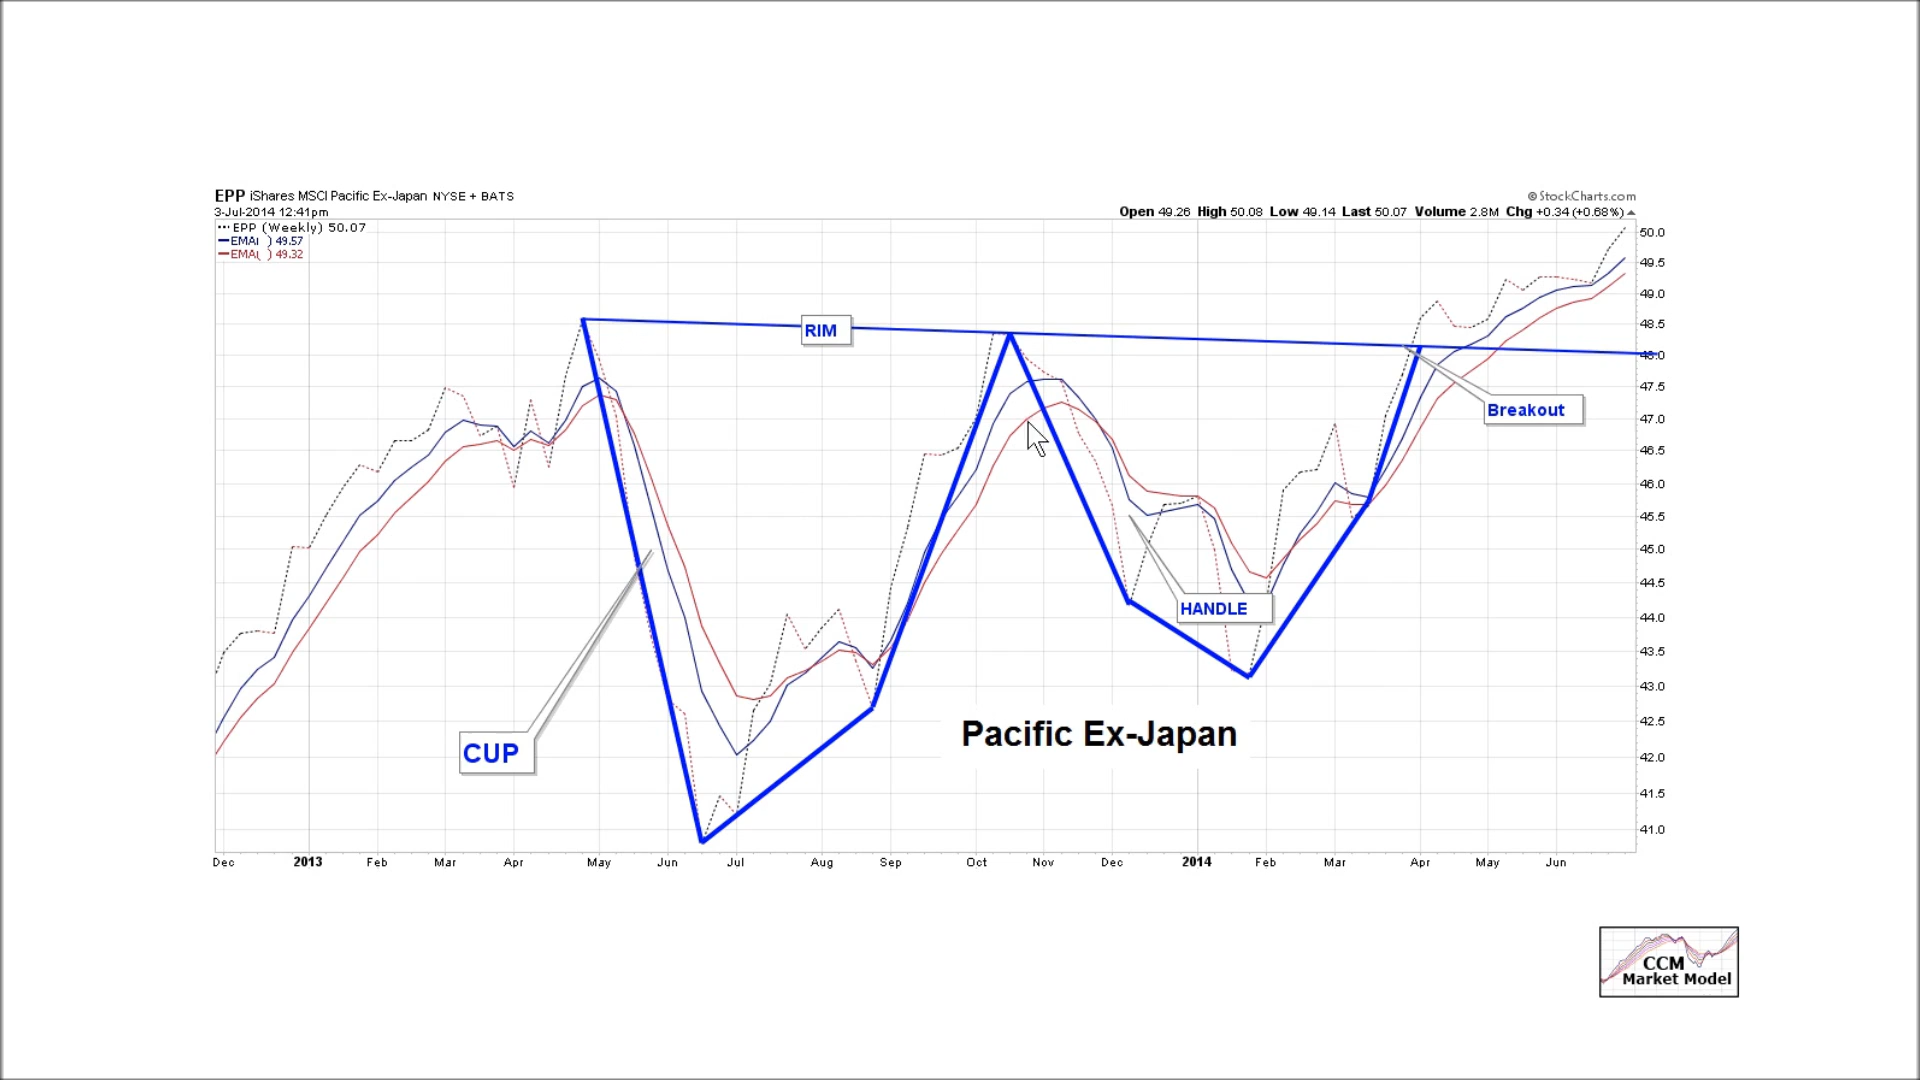 EPP iShares MSCI Pacific Ex-Japan NYSE + BATS
© StockCharts.com
3-Jul-2014 12:41pm
Open 49.26 High 50.08 Low 49.14 Last 50.07 Volume 2.8M Chg +0.34 (+0.68%)
EPP (Weekly) 50.07
EMA( ) 49.57
EMA( ) 49.32
50.0
49.5
49.0
48.5
48.0
47.5
47.0
46.5
46.0
45.5
45.0
44.5
44.0
43.5
43.0
42.5
42.0
41.5
41.0
RIM
Breakout
HANDLE
CUP
Pacific Ex-Japan
Dec 2013 Feb Mar Apr May Jun Jul Aug Sep Oct Nov Dec 2014 Feb Mar Apr May Jun
CCM
Market Model